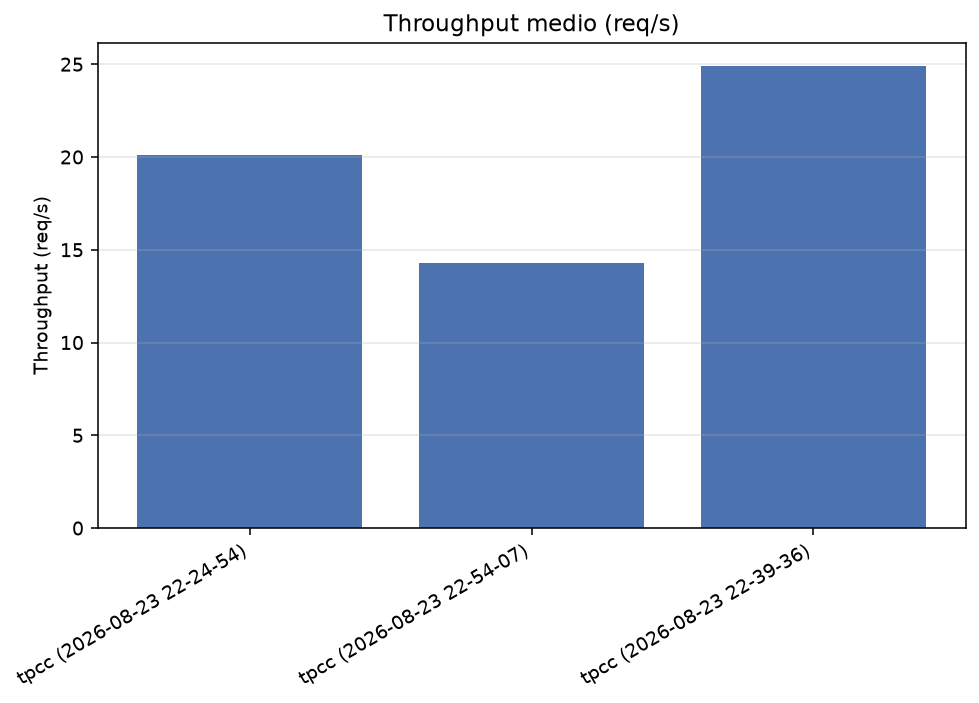 Throughput medio (req/s)
Throughput (req/s)
25
20
15
10
5
0
tpcc (2026-08-23 22-24-54)
tpcc (2026-08-23 22-54-07)
tpcc (2026-08-23 22-39-36)